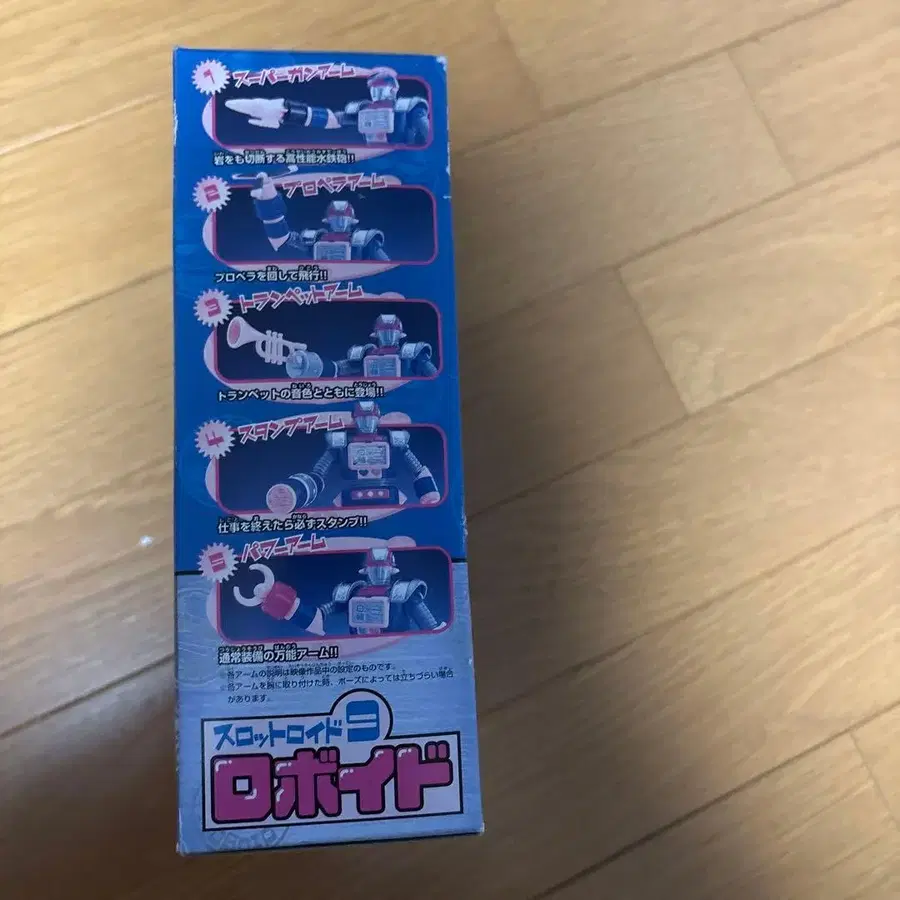 1 スーパーガンアーム
岩をも切断する高性能水鉄砲!!
2 プロペラアーム
プロペラを回して飛行!!
3 トランペットアーム
トランペットの音色とともに登場!!
4 スタンプアーム
仕事を終えたら必ずスタンプ!!
5 パワーアーム
通常装備の万能アーム!!
※各アームの説明は映像作品中の設定のものです。
※各アームを腕に取り付けた時、ポーズによっては立ちづらい場合
があります。
スロットロイド
ロボイド